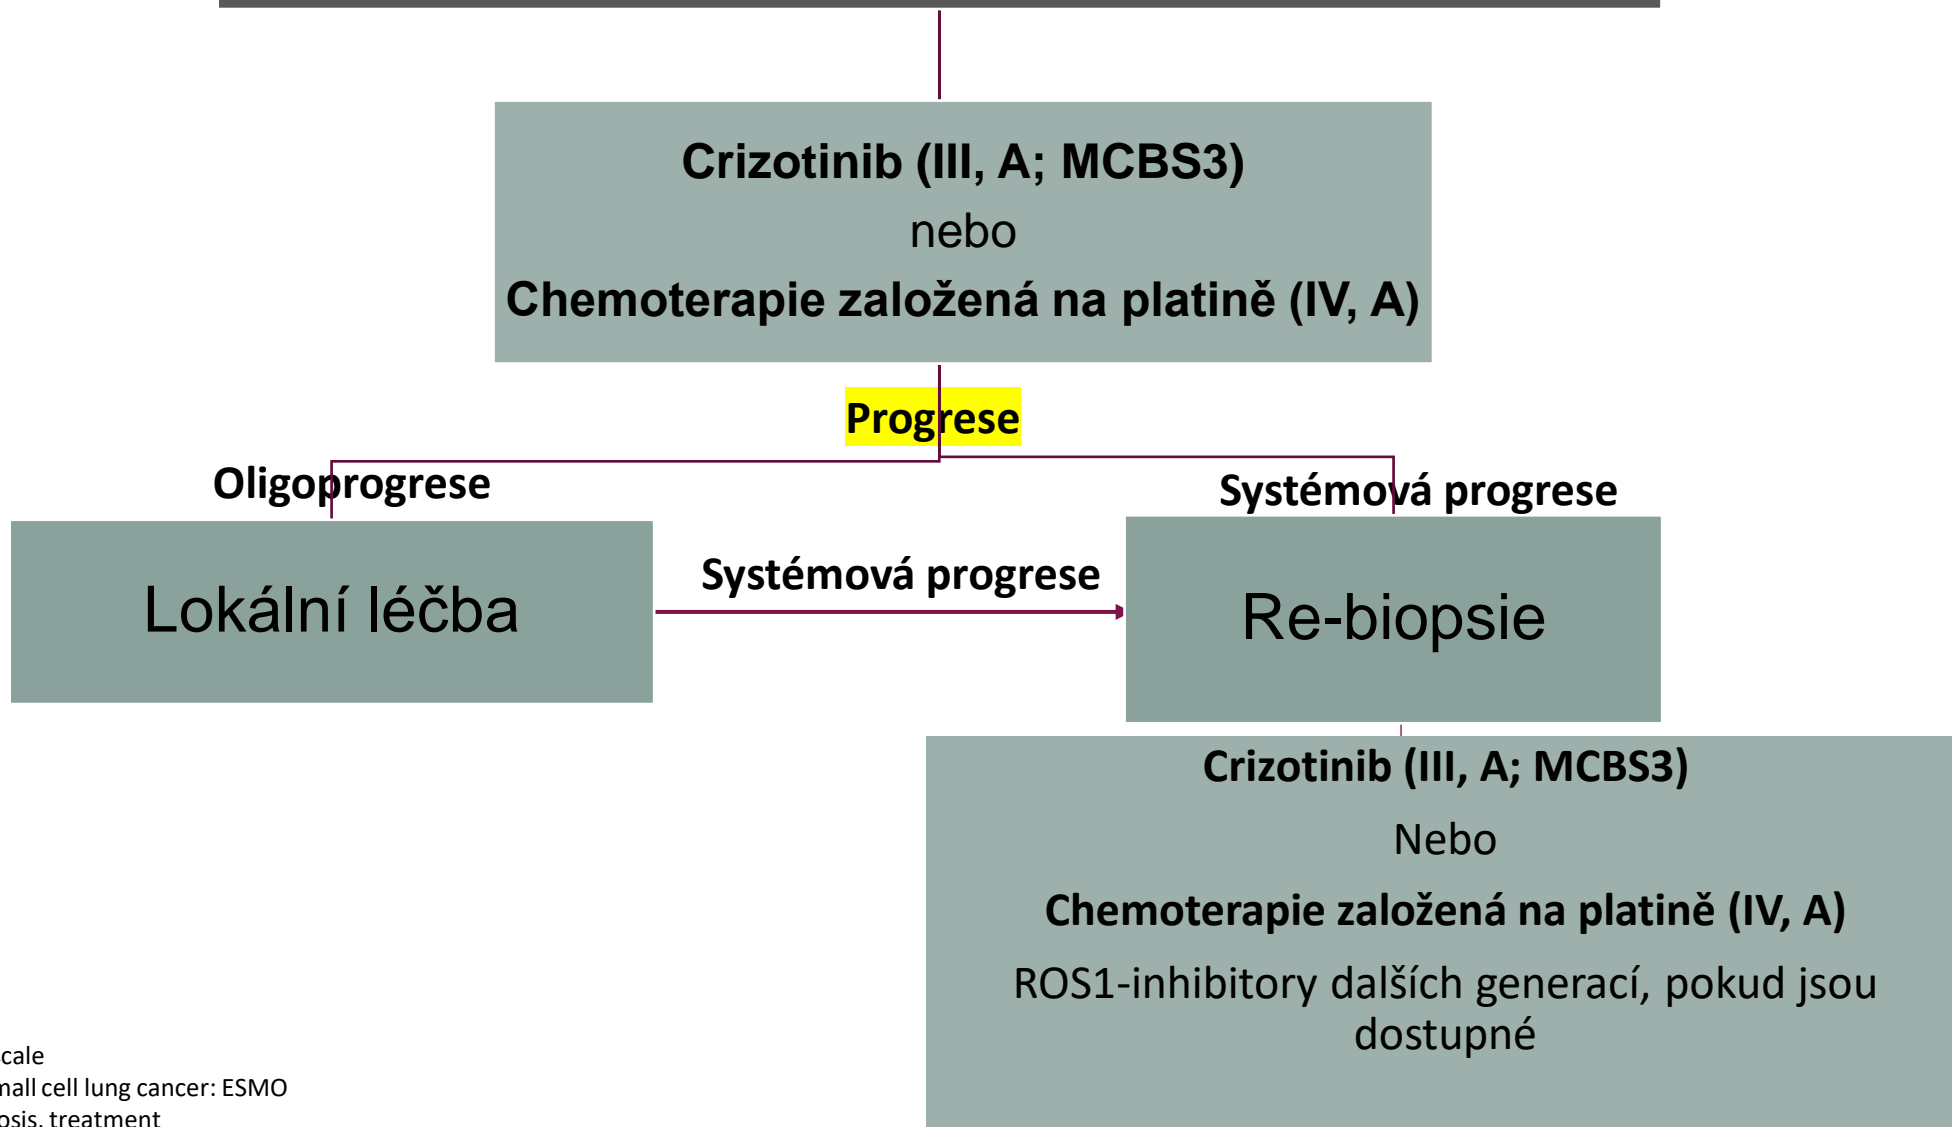 Crizotinib (III, A; MCBS3)
nebo
Chemoterapie založená na platině (IV, A)
Progrese
Oligoprogrese
Systémová progrese
Lokální léčba
Systémová progrese
Re-biopsie
Crizotinib (III, A; MCBS3)
Nebo
Chemoterapie založená na platině (IV, A)
ROS1-inhibitory dalších generací, pokud jsou
dostupné
cale
mall cell lung cancer: ESMO
osis, treatment